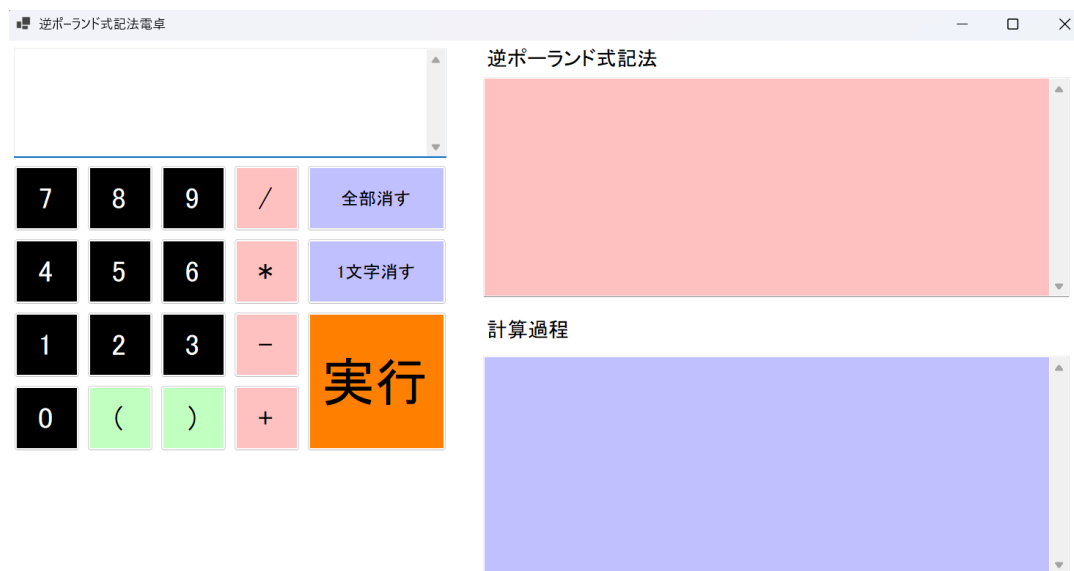 逆ポーランド式記法電卓
逆ポーランド式記法
7 8 9 / 全部消す
4 5 6 * 1文字消す
1 2 3 - 実行
0 ( ) +
計算過程